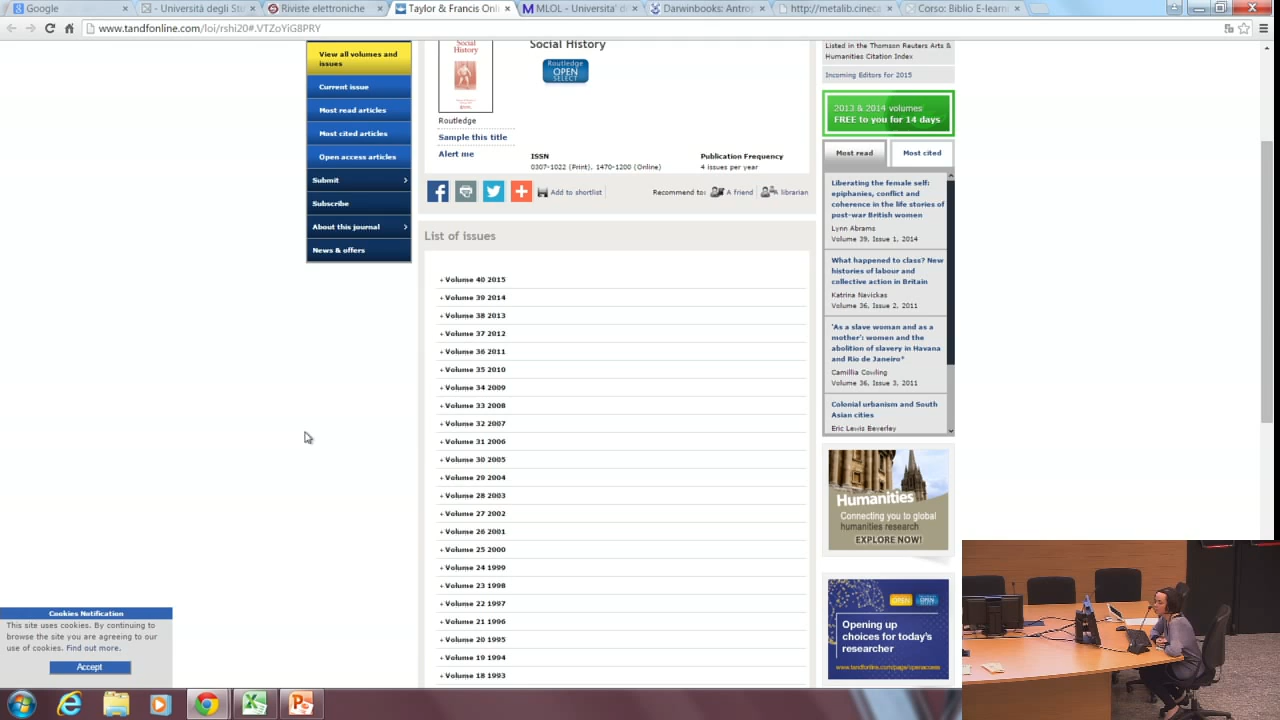 Google
- Università degli Stu
Riviste elettroniche
Taylor & Francis Onl
MLOL - Universita' d
Darwinbooks: Antrop
http://metalib.cineca
Corso: Biblio E-learn
www.tandfonline.com/loi/rshi20#.VTZoYiG8PRY
View all volumes and
issues
Current issue
Most read articles
Most cited articles
Open access articles
Submit
Subscribe
About this journal
News & offers
Social
History
Social History
Routledge
OPEN
SELECT
Routledge
Sample this title
Alert me
ISSN
0307-1022 (Print), 1470-1200 (Online)
Publication Frequency
4 issues per year
Add to shortlist
Recommend to:
A friend
librarian
List of issues
+ Volume 40 2015
+ Volume 39 2014
+ Volume 38 2013
+ Volume 37 2012
+ Volume 36 2011
+ Volume 35 2010
+ Volume 34 2009
+ Volume 33 2008
+ Volume 32 2007
+ Volume 31 2006
+ Volume 30 2005
+ Volume 29 2004
+ Volume 28 2003
+ Volume 27 2002
+ Volume 26 2001
+ Volume 25 2000
+ Volume 24 1999
+ Volume 23 1998
+ Volume 22 1997
+ Volume 21 1996
+ Volume 20 1995
+ Volume 19 1994
+ Volume 18 1993
Listed in the Thomson Reuters Arts &
Humanities Citation Index
Incoming Editors for 2015
2013 & 2014 volumes
FREE to you for 14 days
Most read
Most cited
Liberating the female self:
epiphanies, conflict and
coherence in the life stories of
post-war British women
Lynn Abrams
Volume 39, Issue 1, 2014
What happened to class? New
histories of labour and
collective action in Britain
Katrina Navickas
Volume 36, Issue 2, 2011
'As a slave woman and as a
mother': women and the
abolition of slavery in Havana
and Rio de Janeiro*
Camillia Cowling
Volume 36, Issue 3, 2011
Colonial urbanism and South
Asian cities
Eric Lewis Beverley
Humanities
Connecting you to global
humanities research
EXPLORE NOW!
OPEN
OPEN
Opening up
choices for today's
researcher
www.tandfonline.com/page/openaccess
Cookies Notification
This site uses cookies. By continuing to
browse the site you are agreeing to our
use of cookies. Find out more.
Accept